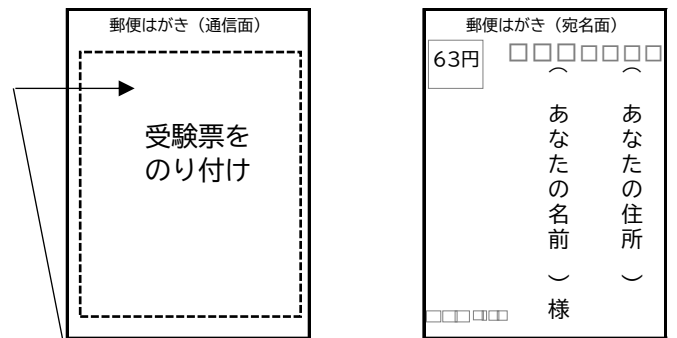 郵便はがき（通信面）
受験票を
のり付け
郵便はがき（宛名面）
63円
（あなたの住所）
（あなたの名前）様